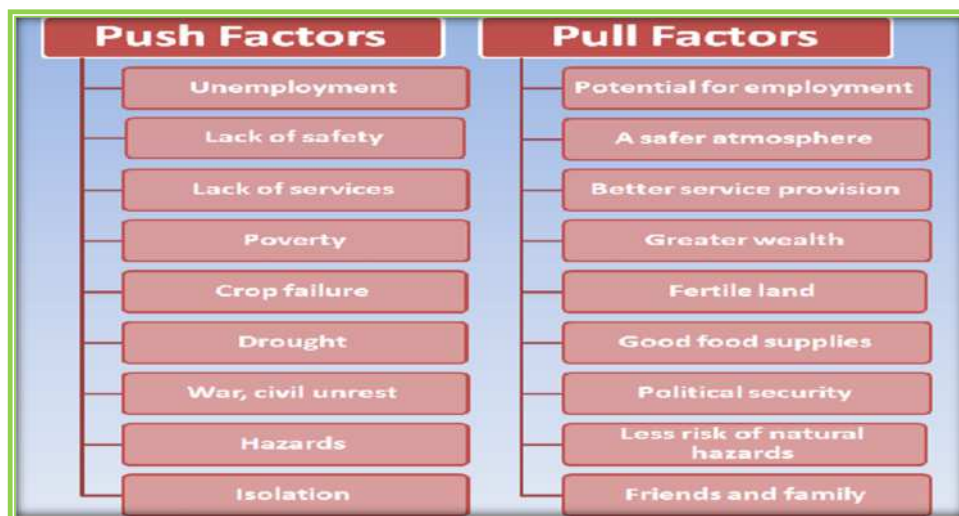 Push Factors
Unemployment
Lack of safety
Lack of services
Poverty
Crop failure
Drought
War, civil unrest
Hazards
Isolation
Pull Factors
Potential for employment
A safer atmosphere
Better service provision
Greater wealth
Fertile land
Good food supplies
Political security
Less risk of natural
hazards
Friends and family